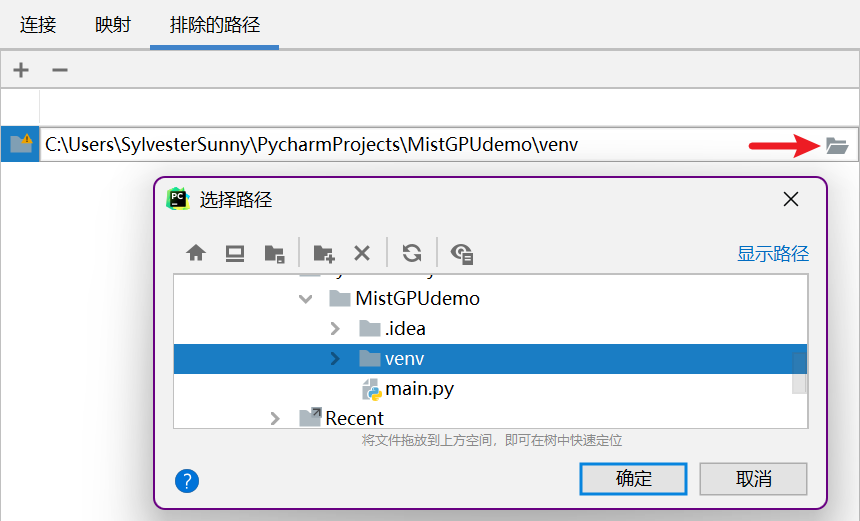 连接 映射 排除的路径
C:\Users\SylvesterSunny\PycharmProjects\MistGPUdemo\venv
PC 选择路径
显示路径
MistGPUdemo
.idea
venv
main.py
Recent
将文件拖放到上方空间，即可在树中快速定位
? 确定 取消